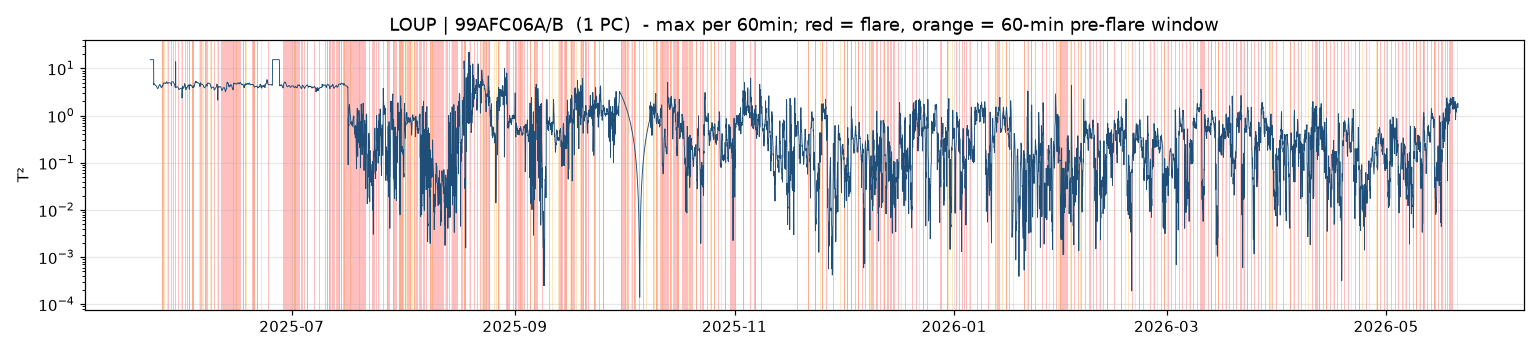 LOUP | 99AFC06A/B  (1 PC)  - max per 60min; red = flare, orange = 60-min pre-flare window
T²
10¹
10⁰
10⁻¹
10⁻²
10⁻³
10⁻⁴
2025-07 2025-09 2025-11 2026-01 2026-03 2026-05